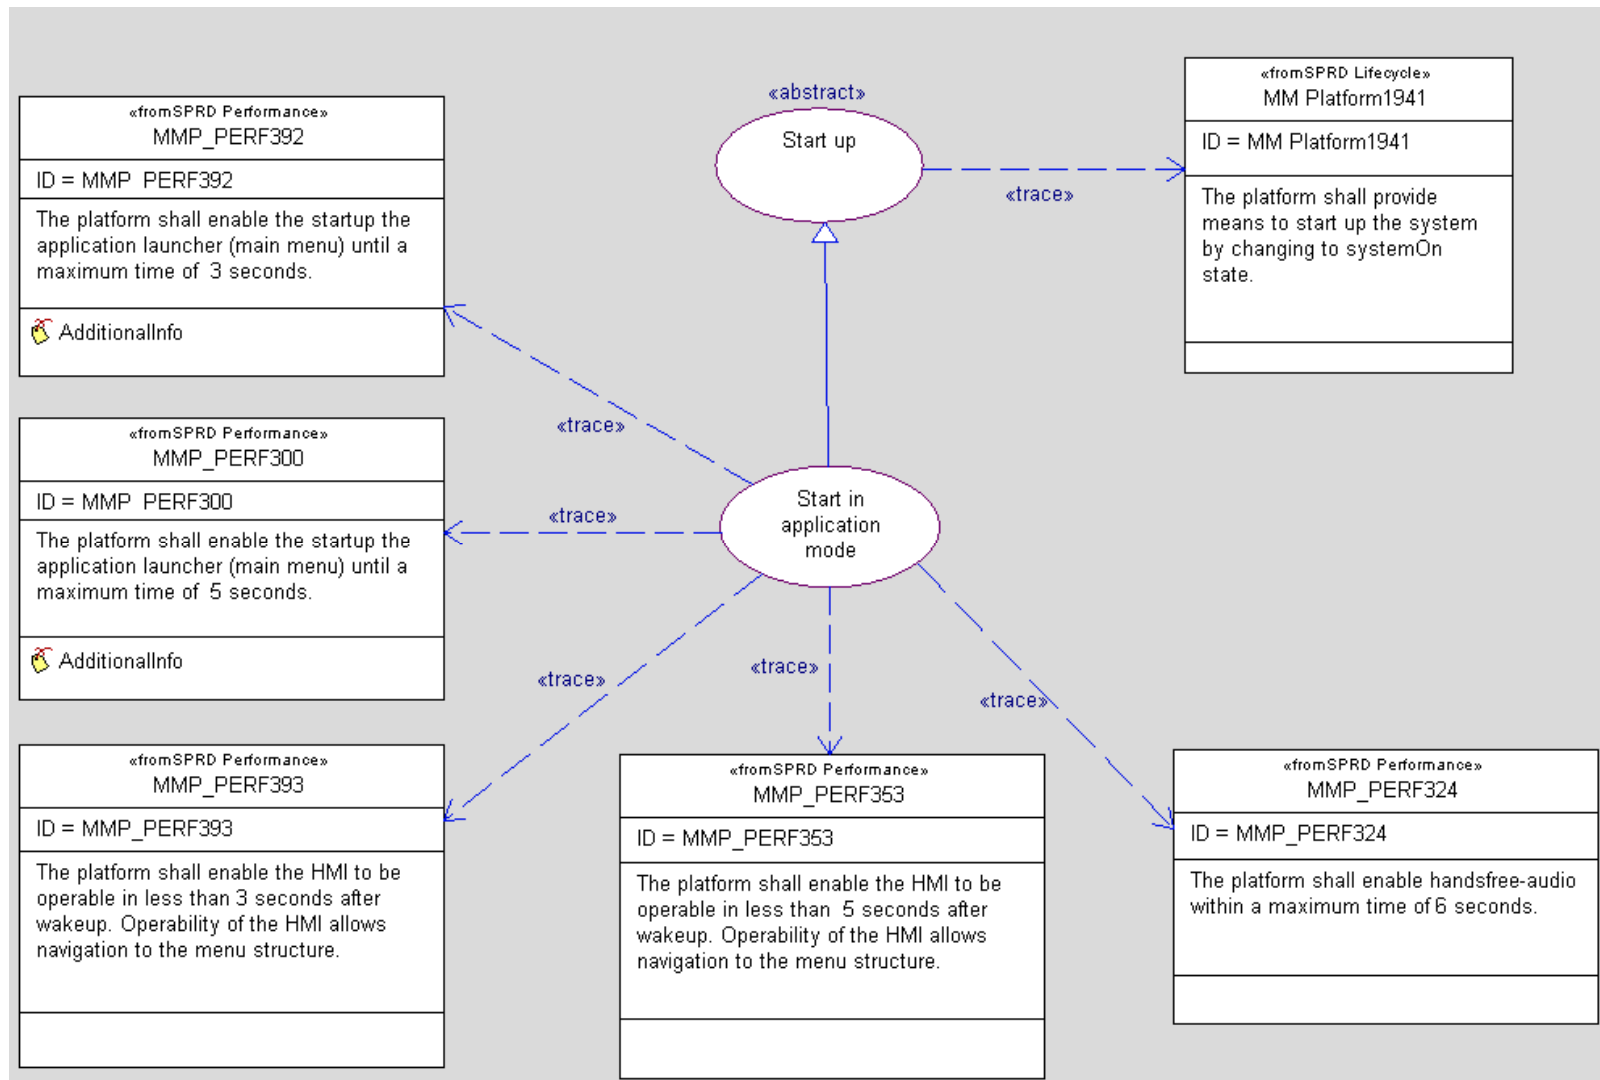 «fromSPRD Performance»
MMP_PERF392
ID = MMP_PERF392
The platform shall enable the startup the
application launcher (main menu) until a
maximum time of 3 seconds.
AdditionalInfo
«abstract»
Start up
«trace»
«fromSPRD Lifecycle»
MM Platform1941
ID = MM Platform1941
The platform shall provide
means to start up the system
by changing to systemOn
state.
«trace»
«fromSPRD Performance»
MMP_PERF300
ID = MMP_PERF300
The platform shall enable the startup the
application launcher (main menu) until a
maximum time of 5 seconds.
AdditionalInfo
«trace»
Start in
application
mode
«trace»
«trace»
«trace»
«fromSPRD Performance»
MMP_PERF393
ID = MMP_PERF393
The platform shall enable the HMI to be
operable in less than 3 seconds after
wakeup. Operability of the HMI allows
navigation to the menu structure.
«fromSPRD Performance»
MMP_PERF353
ID = MMP_PERF353
The platform shall enable the HMI to be
operable in less than 5 seconds after
wakeup. Operability of the HMI allows
navigation to the menu structure.
«fromSPRD Performance»
MMP_PERF324
ID = MMP_PERF324
The platform shall enable handsfree-audio
within a maximum time of 6 seconds.